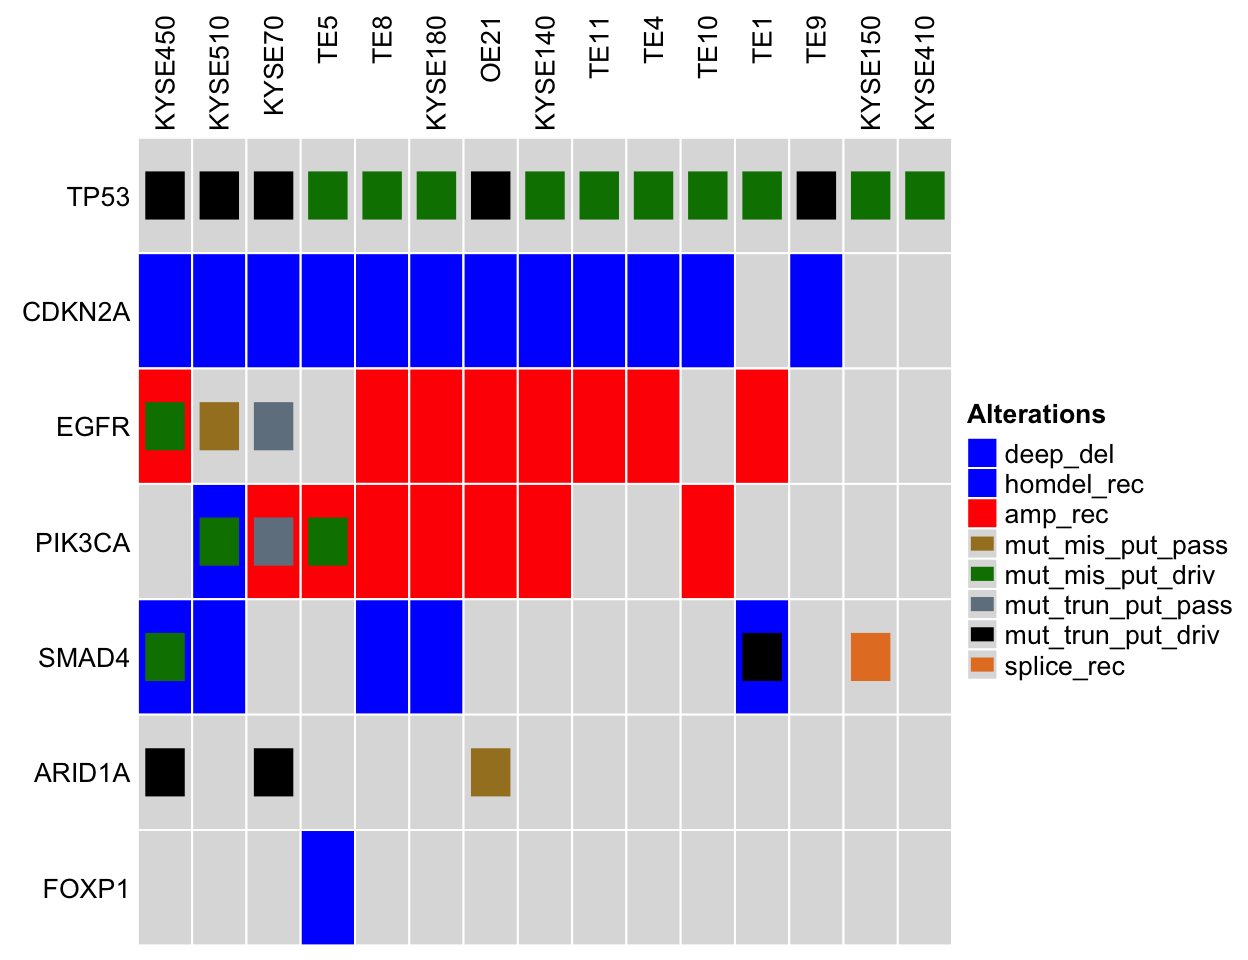 KYSE450
KYSE510
KYSE70
TE5
TE8
KYSE180
OE21
KYSE140
TE11
TE4
TE10
TE1
TE9
KYSE150
KYSE410
TP53
CDKN2A
EGFR
PIK3CA
SMAD4
ARID1A
FOXP1
Alterations
deep_del
homdel_rec
amp_rec
mut_mis_put_pass
mut_mis_put_driv
mut_trun_put_pass
mut_trun_put_driv
splice_rec